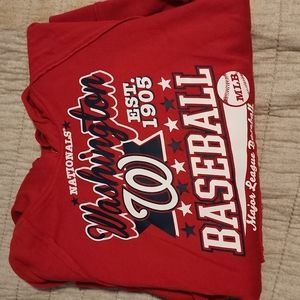 NATIONALS
Washington
W
EST.
1905
BASEBALL
MLB
Major League Baseball